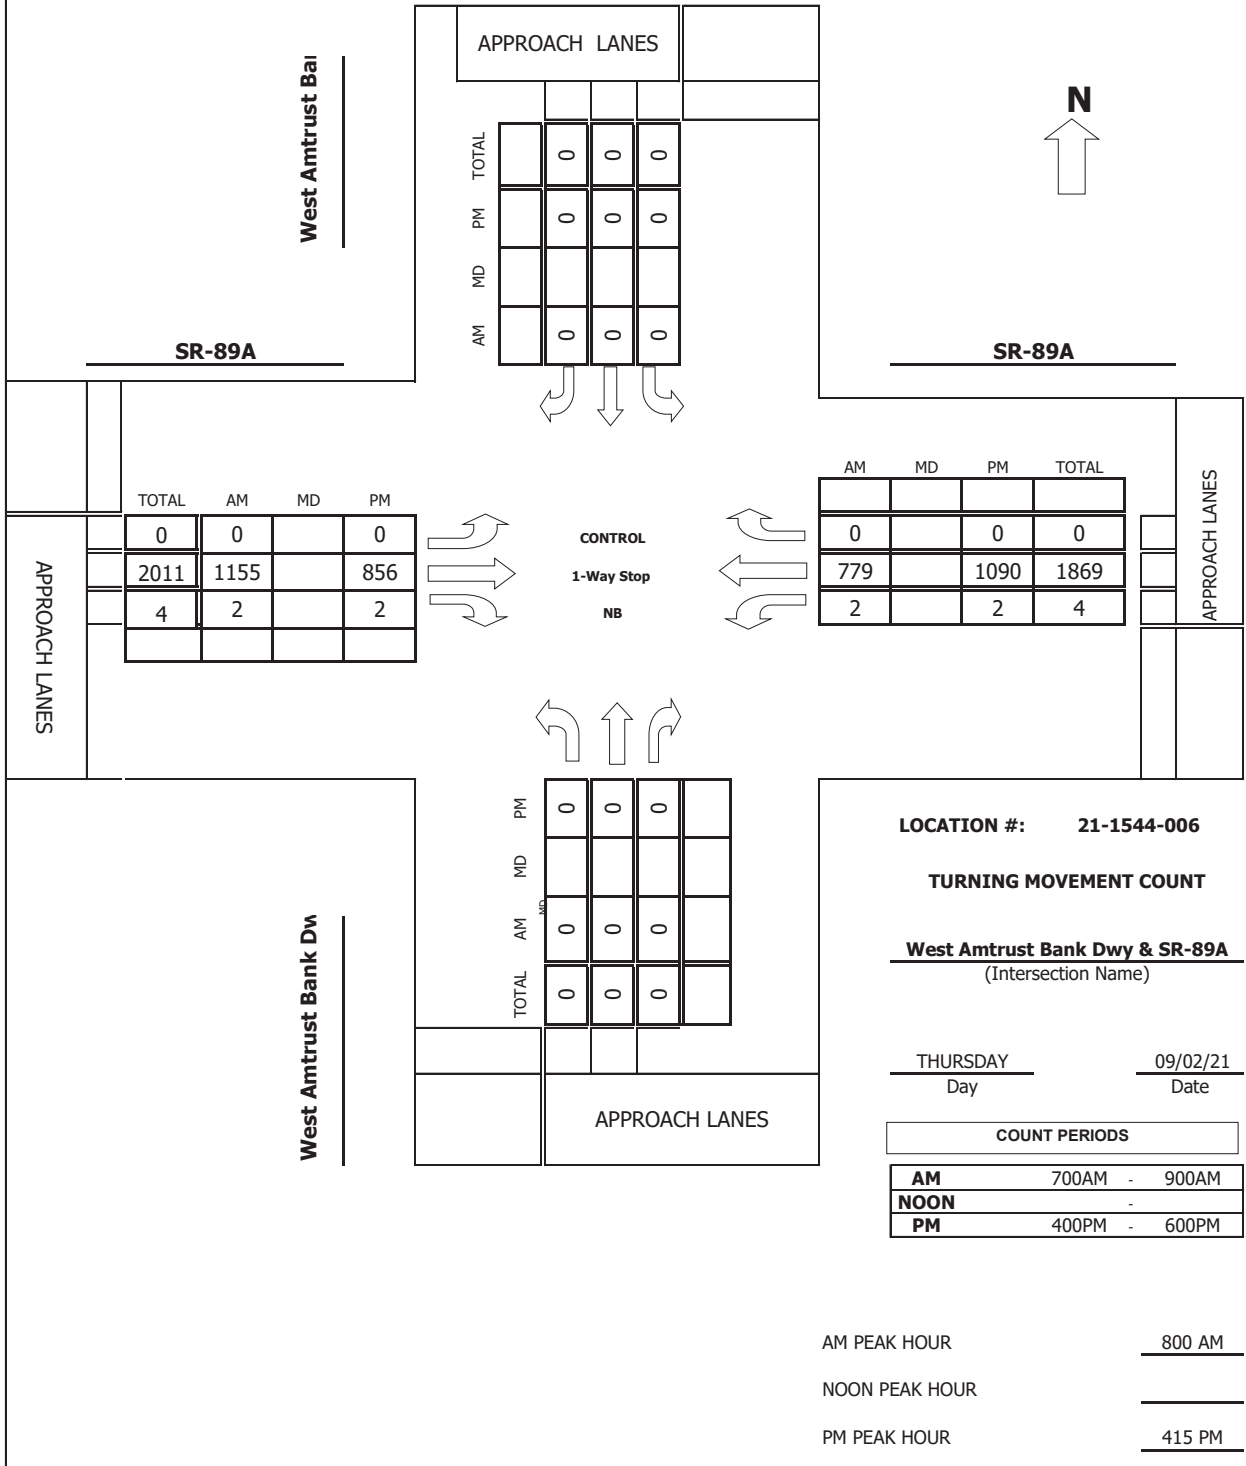 APPROACH LANES
West Amtrust Ba
N
TOTAL 0 0 0
PM 0 0 0
MD
AM 0 0 0
SR-89A
SR-89A
TOTAL AM MD PM
0 0 0
2011 1155 856
4 2 2
APPROACH LANES
CONTROL
1-Way Stop
NB
AM MD PM TOTAL
0 0 0
779 1090 1869
2 2 4
APPROACH LANES
PM 0 0 0
MD
MD
AM 0 0 0
TOTAL 0 0 0
West Amtrust Bank Dw
APPROACH LANES
LOCATION #: 21-1544-006
TURNING MOVEMENT COUNT
West Amtrust Bank Dwy & SR-89A
(Intersection Name)
THURSDAY 09/02/21
Day Date
COUNT PERIODS
AM 700AM - 900AM
NOON -
PM 400PM - 600PM
AM PEAK HOUR 800 AM
NOON PEAK HOUR
PM PEAK HOUR 415 PM